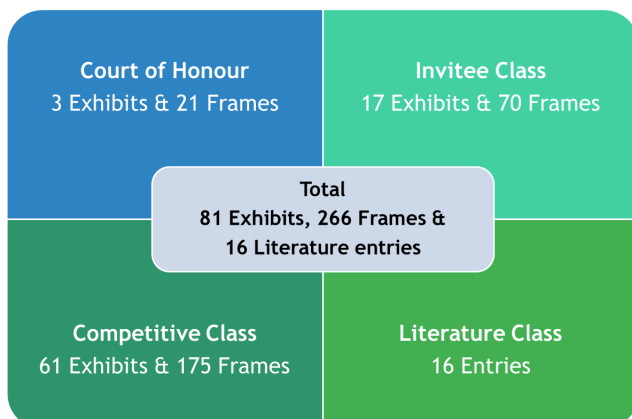 Court of Honour
3 Exhibits & 21 Frames
Invitee Class
17 Exhibits & 70 Frames
Total
81 Exhibits, 266 Frames &
16 Literature entries
Competitive Class
61 Exhibits & 175 Frames
Literature Class
16 Entries